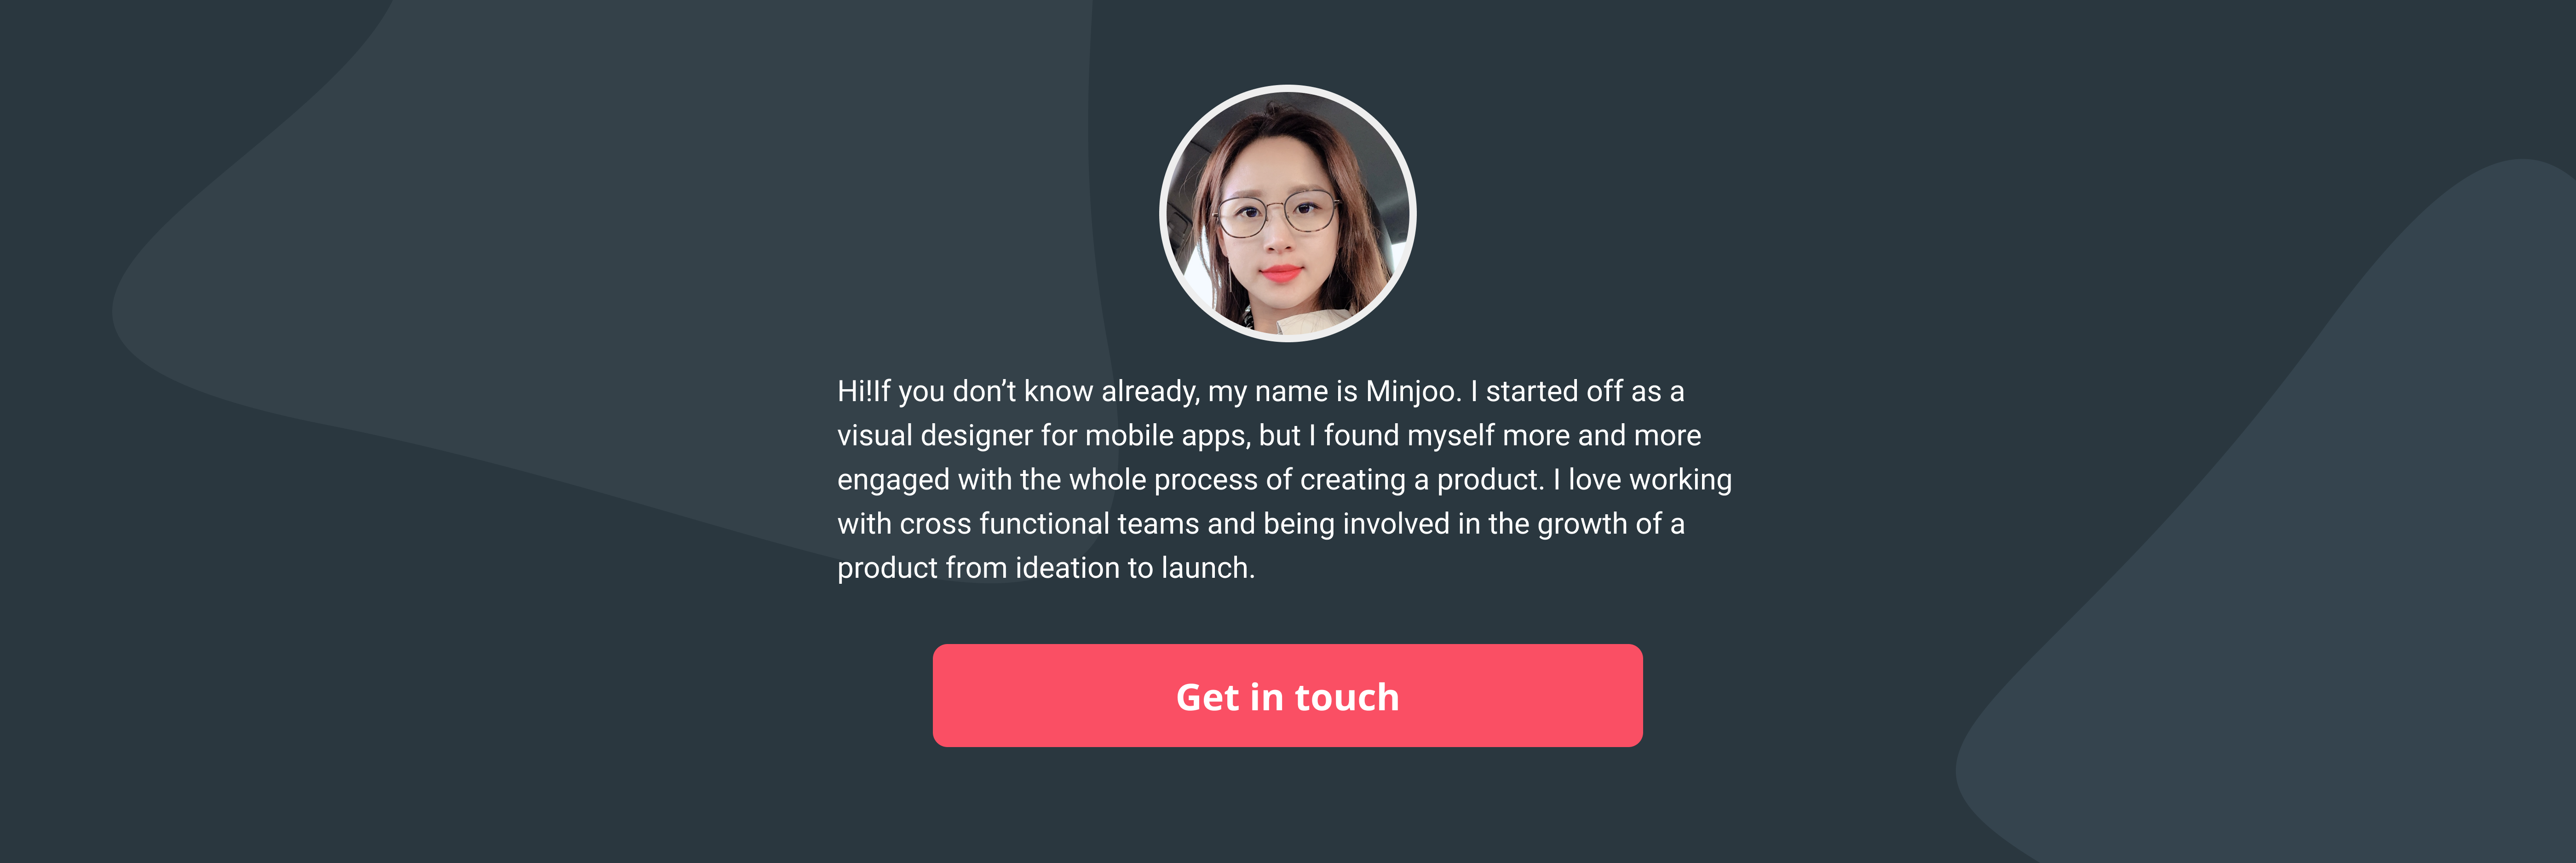 Hi!If you don’t know already, my name is Minjoo. I started off as a
visual designer for mobile apps, but I found myself more and more
engaged with the whole process of creating a product. I love working
with cross functional teams and being involved in the growth of a
product from ideation to launch.
Get in touch